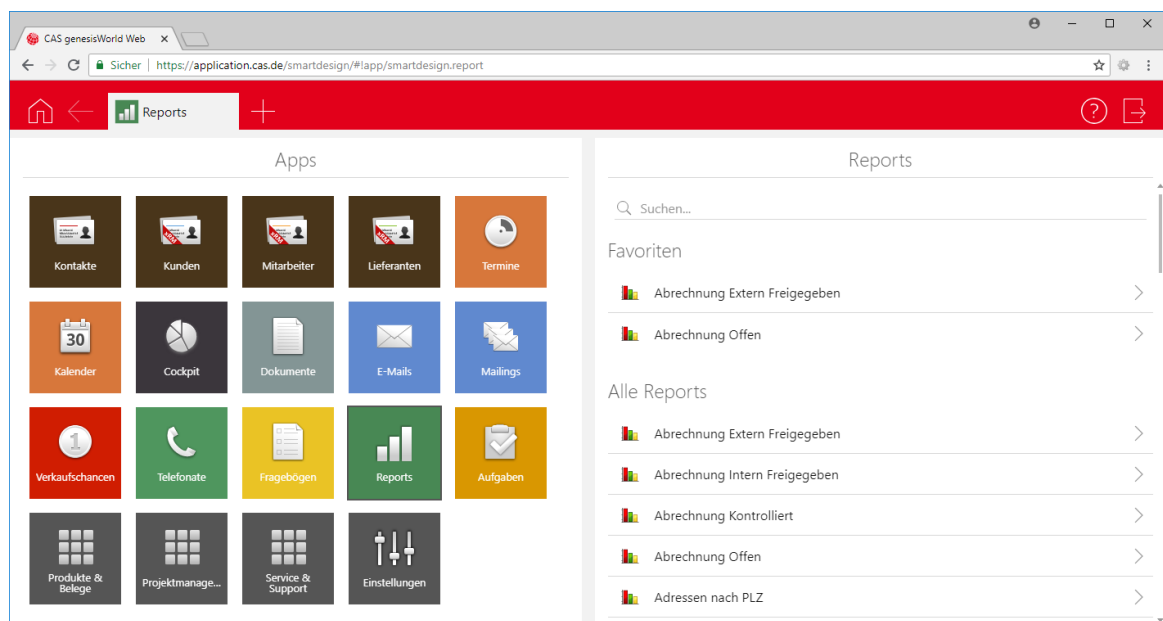 CAS genesisWorld Web
Sicher | https://application.cas.de/smartdesign/#!app/smartdesign.report
Reports
Apps
Kontakte
Kunden
Mitarbeiter
Lieferanten
Termine
30
Kalender
Cockpit
Dokumente
E-Mails
Mailings
1
Verkaufschancen
Telefonate
Fragebögen
Reports
Aufgaben
Produkte &
Belege
Projektmanage...
Service &
Support
Einstellungen
Reports
Suchen...
Favoriten
Abrechnung Extern Freigegeben
Abrechnung Offen
Alle Reports
Abrechnung Extern Freigegeben
Abrechnung Intern Freigegeben
Abrechnung Kontrolliert
Abrechnung Offen
Adressen nach PLZ